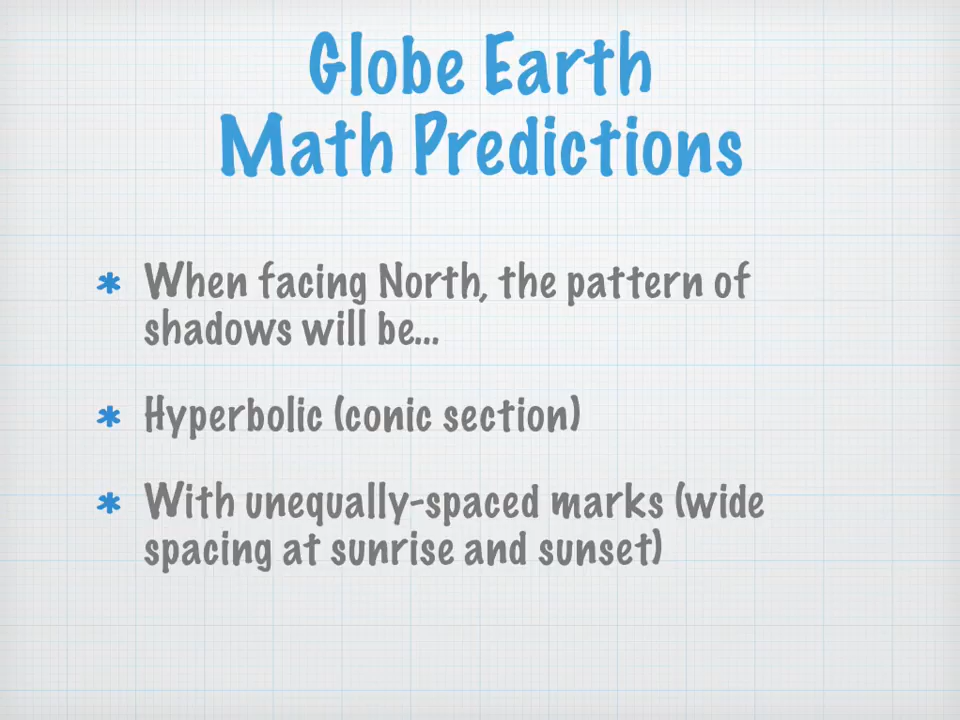 Globe Earth
Math Predictions
* When facing North, the pattern of
shadows will be...
* Hyperbolic (conic section)
* With unequally-spaced marks (wide
spacing at sunrise and sunset)